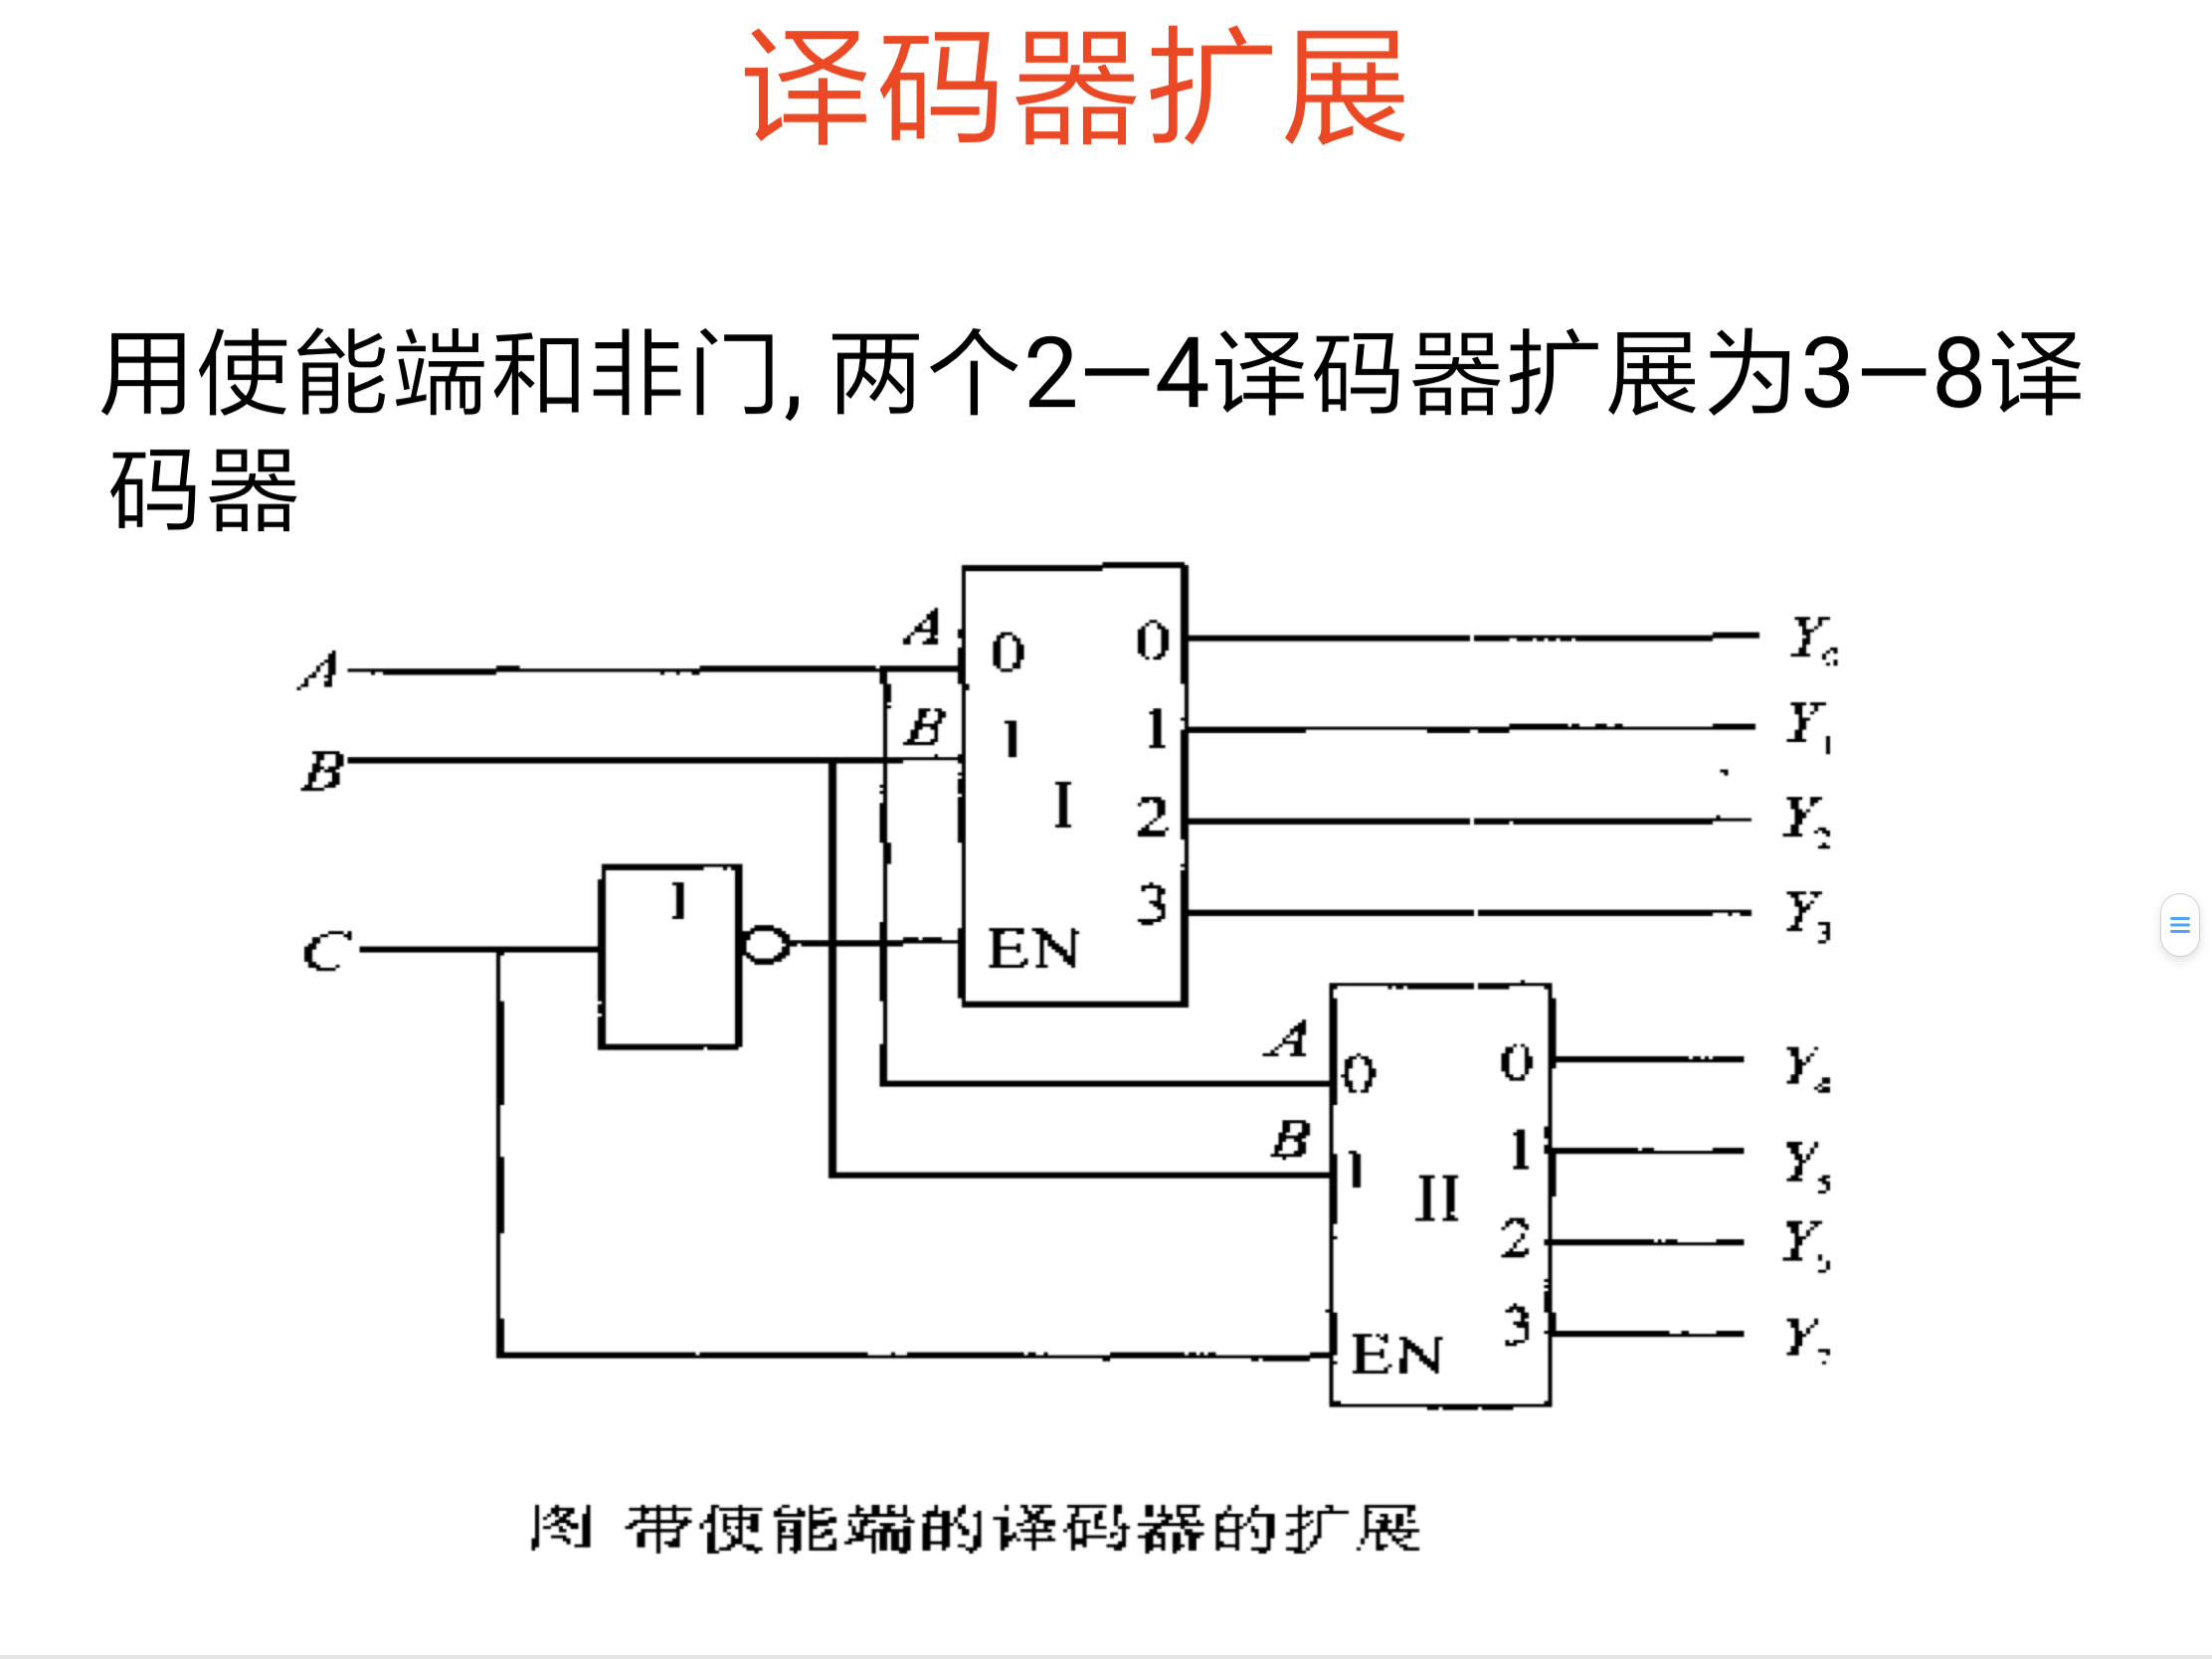 译码器扩展
用使能端和非门，两个2—4译码器扩展为3—8译
码器
A 0 0 Y0
A
B 1 1 Y1
B
I 2 Y2
1 3 Y3
C EN
A 0 0 Y4
B 1 1 Y5
II 2
3 Y7
EN
图 带使能端的译码器的扩展